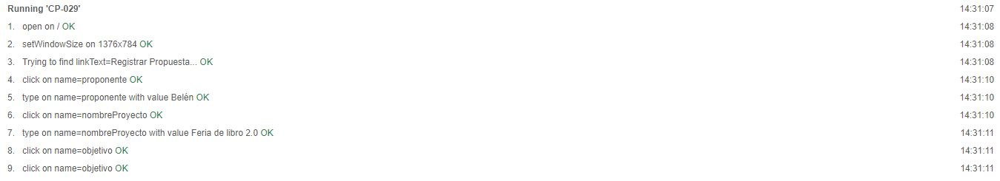 Running 'CP-029' 14:31:07
1. open on / OK 14:31:08
2. setWindowSize on 1376x784 OK 14:31:08
3. Trying to find linkText=Registrar Propuesta... OK 14:31:08
4. click on name=proponente OK 14:31:10
5. type on name=proponente with value Belén OK 14:31:10
6. click on name=nombreProyecto OK 14:31:10
7. type on name=nombreProyecto with value Feria de libro 2.0 OK 14:31:11
8. click on name=objetivo OK 14:31:11
9. click on name=objetivo OK 14:31:11